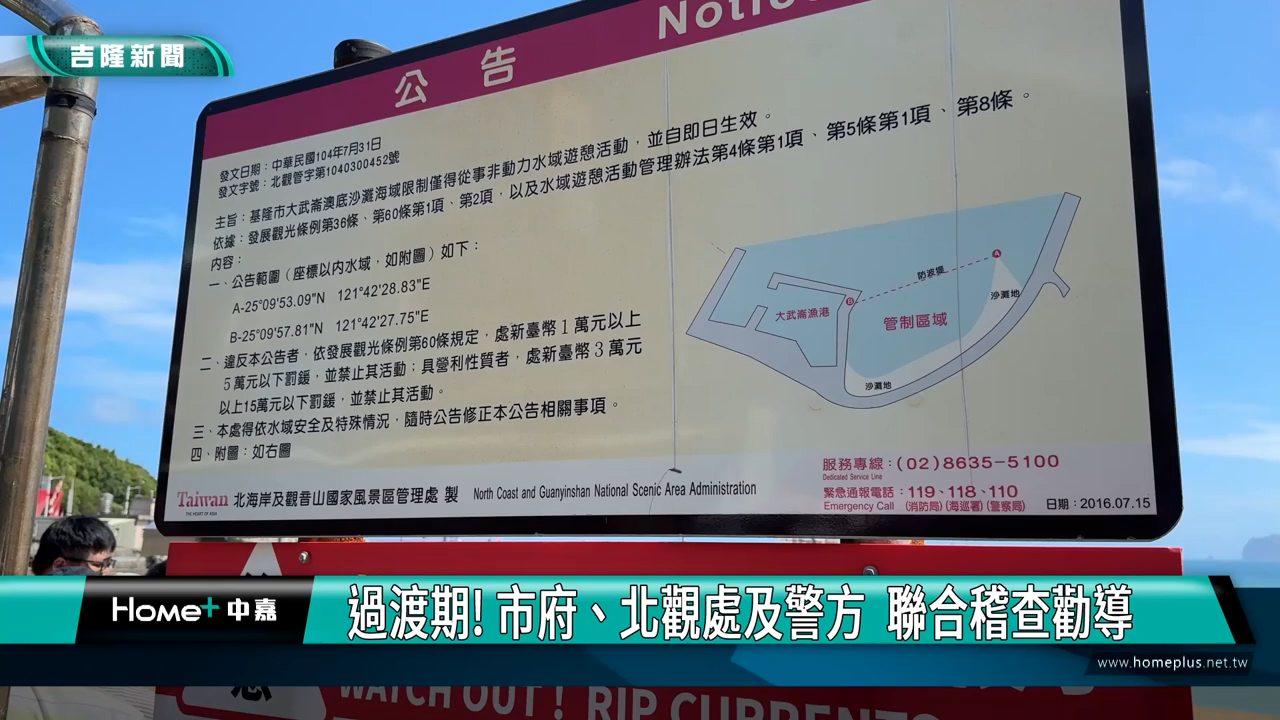 吉隆新聞
公告 Notice
發文日期：中華民國104年7月31日
發文字號：北觀管字第1040300452號
主旨：基隆市大武崙澳底沙灘海域限制僅得從事非動力水域遊憩活動，並自即日生效。
依據：發展觀光條例第36條、第60條第1項、第2項，以及水域遊憩活動管理辦法第4條第1項、第5條第1項、第8條。
內容：
一、公告範圍（座標以內水域，如附圖）如下：
A-25°09'53.09"N 121°42'28.83"E
B-25°09'57.81"N 121°42'27.75"E
二、違反本公告者，依發展觀光條例第60條規定，處新臺幣1萬元以上
5萬元以下罰鍰，並禁止其活動；具營利性質者，處新臺幣3萬元
以上15萬元以下罰鍰，並禁止其活動。
三、本處得依水域安全及特殊情況，隨時公告修正本公告相關事項。
四、附圖：如右圖
A
防波堤
沙灘地
B
大武崙漁港
管制區域
沙灘地
服務專線：(02)8635-5100
Dedicated Service Line
緊急通報電話：119、118、110
Emergency Call (消防局)(海巡署)(警察局)
日期：2016.07.15
Taiwan
THE HEART OF ASIA
北海岸及觀音山國家風景區管理處 製 North Coast and Guanyinshan National Scenic Area Administration
Home+中嘉
過渡期! 市府、北觀處及警方 聯合稽查勸導
www.homeplus.net.tw
WATCH OUT! RIP CURRENTS